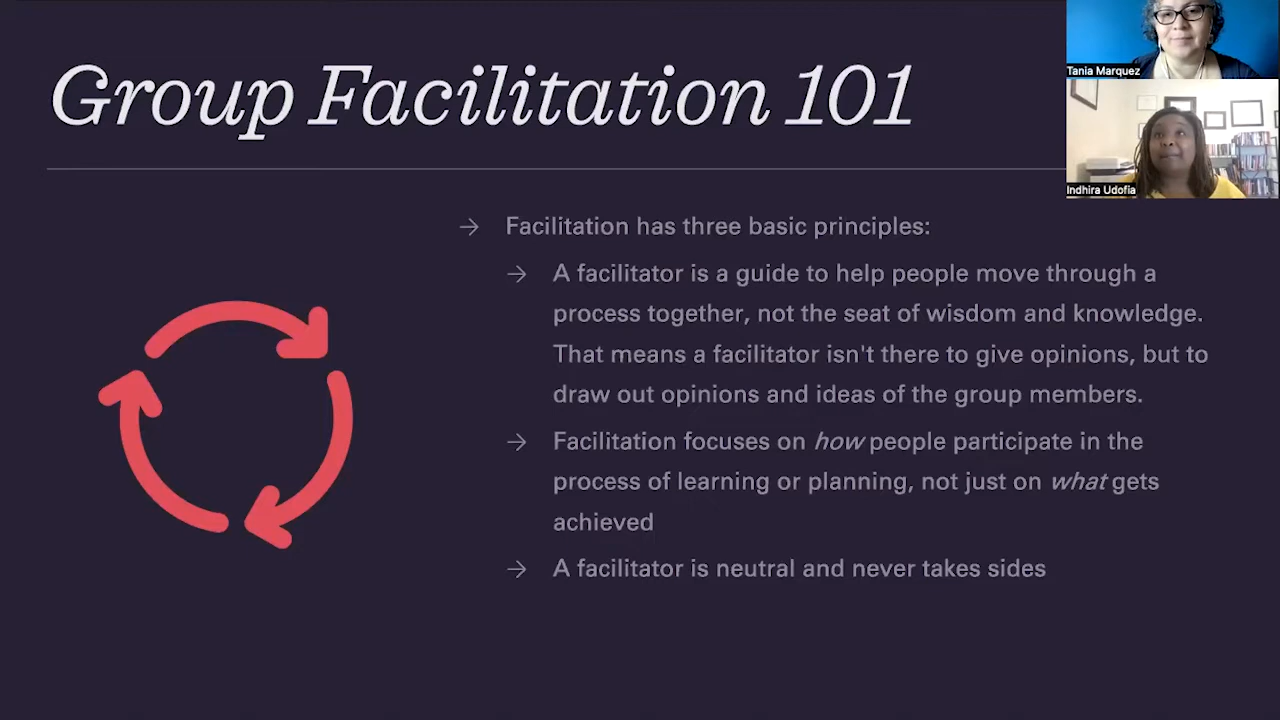 Group Facilitation 101
Tania Marquez
Indhira Udofia
→ Facilitation has three basic principles:
→ A facilitator is a guide to help people move through a
process together, not the seat of wisdom and knowledge.
That means a facilitator isn't there to give opinions, but to
draw out opinions and ideas of the group members.
→ Facilitation focuses on how people participate in the
process of learning or planning, not just on what gets
achieved
→ A facilitator is neutral and never takes sides